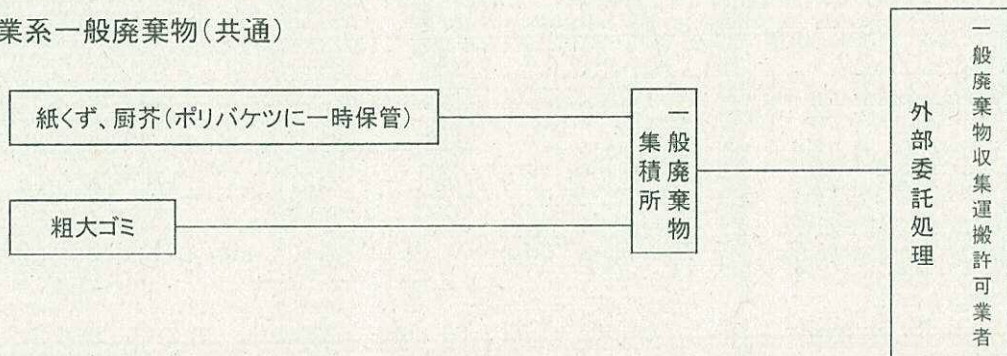 業系一般廃棄物(共通)
紙くず、厨芥(ポリバケツに一時保管)
粗大ゴミ
一般廃棄物
集積所
一般廃棄物収集運搬許可業者
外部委託処理